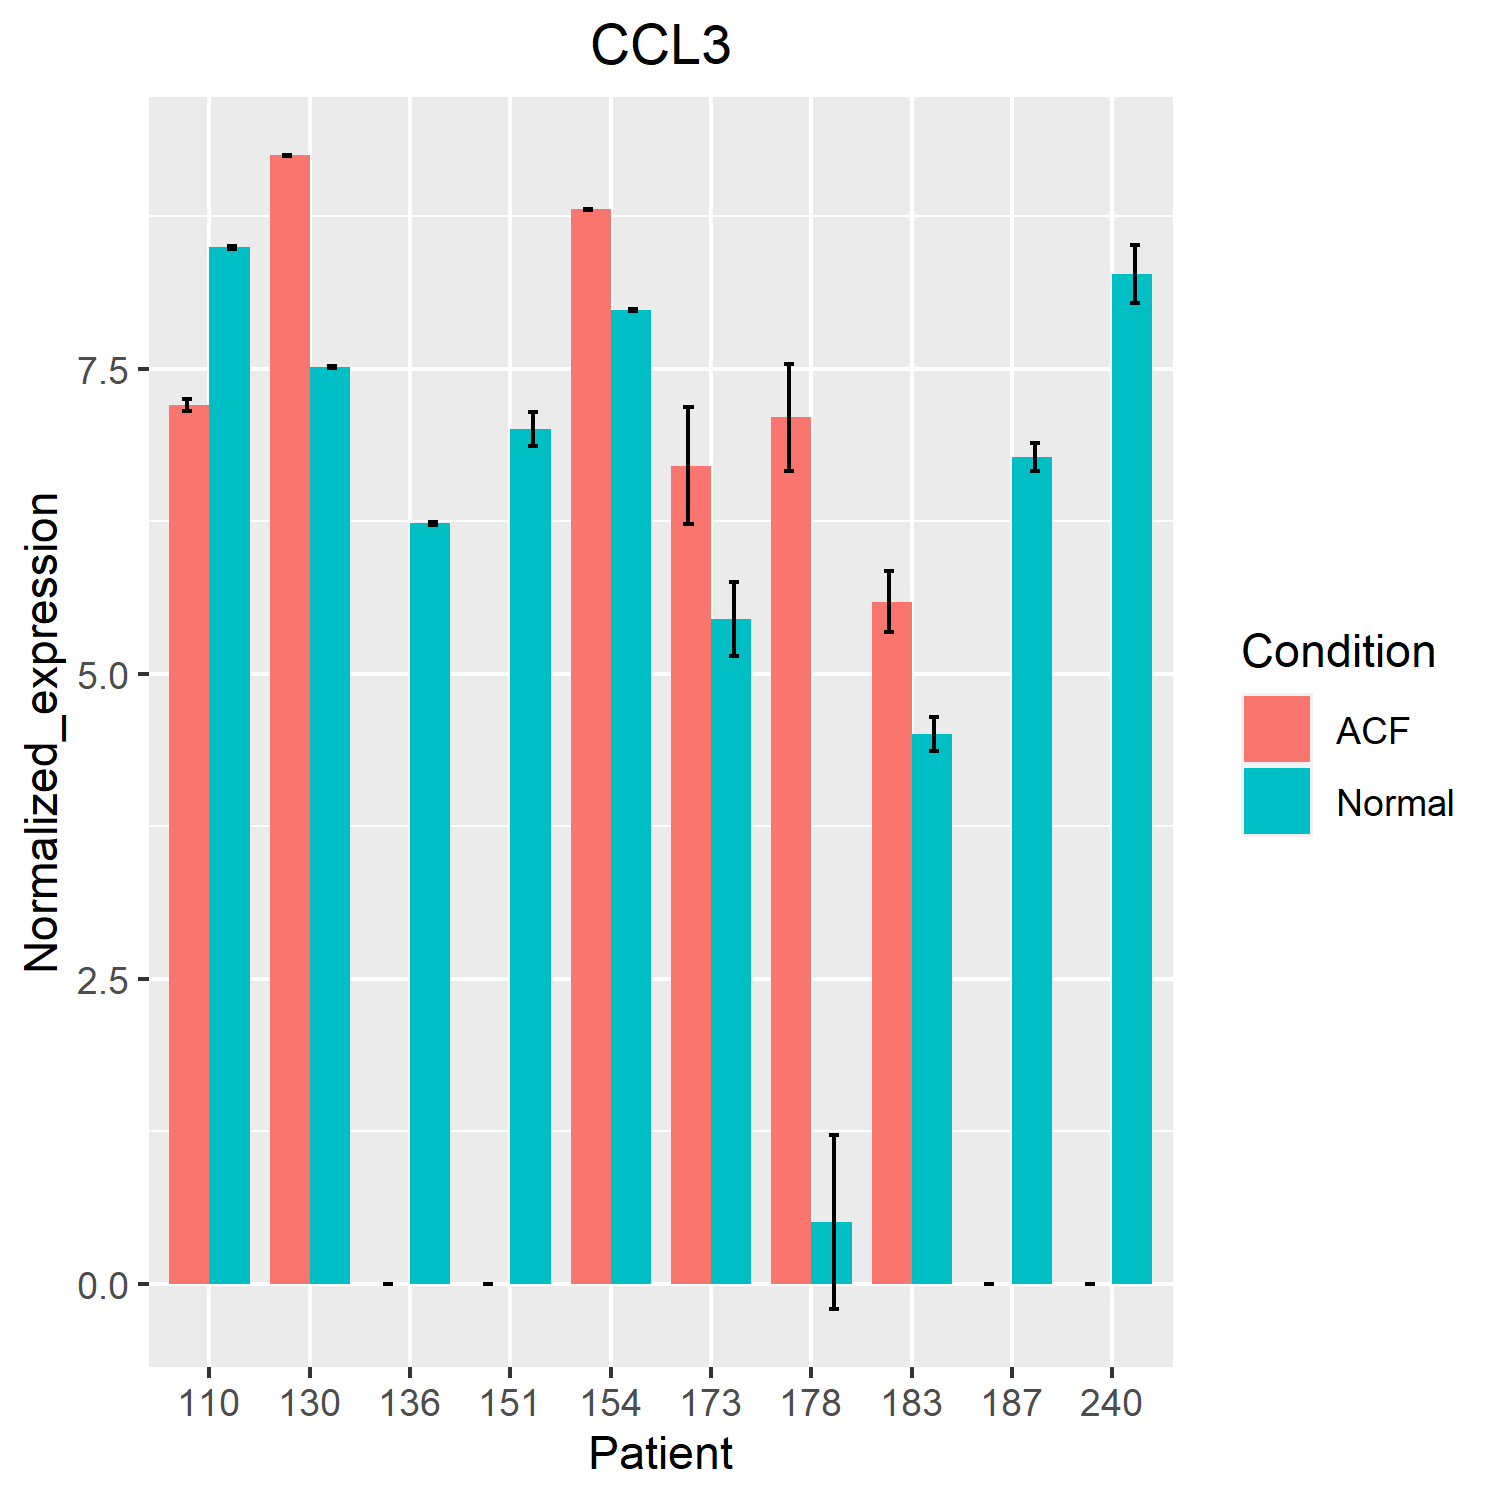 CCL3
Normalized_expression
7.5
5.0
2.5
0.0
110 130 136 151 154 173 178 183 187 240
Patient
Condition
ACF
Normal